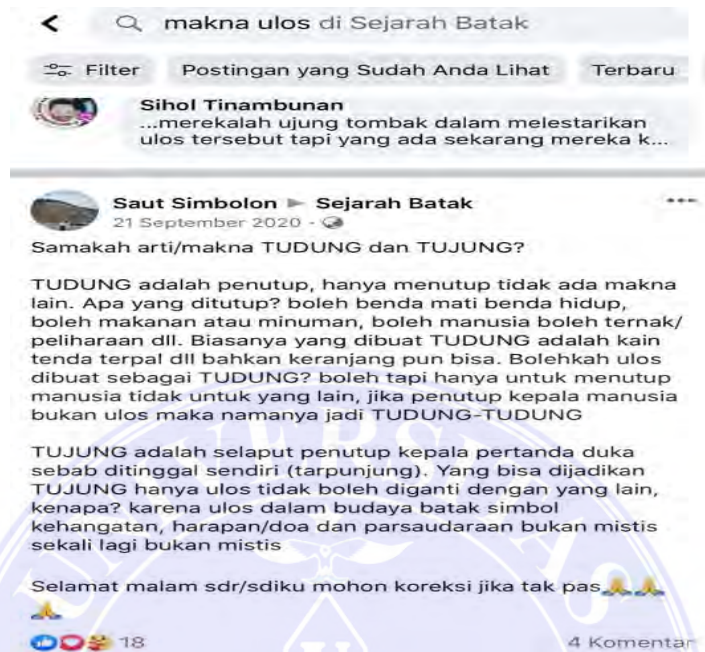 makna ulos di Sejarah Batak
Filter Postingan yang Sudah Anda Lihat Terbaru
Sihol Tinambunan
...merekalah ujung tombak dalam melestarikan
ulos tersebut tapi yang ada sekarang mereka k...
Saut Simbolon ▶ Sejarah Batak
21 September 2020 -
Samakah arti/makna TUDUNG dan TUJUNG?
TUDUNG adalah penutup, hanya menutup tidak ada makna
lain. Apa yang ditutup? boleh benda mati benda hidup,
boleh makanan atau minuman, boleh manusia boleh ternak/
peliharaan dll. Biasanya yang dibuat TUDUNG adalah kain
tenda terpal dll bahkan keranjang pun bisa. Bolehkah ulos
dibuat sebagai TUDUNG? boleh tapi hanya untuk menutup
manusia tidak untuk yang lain, jika penutup kepala manusia
bukan ulos maka namanya jadi TUDUNG-TUDUNG
TUJUNG adalah selaput penutup kepala pertanda duka
sebab ditinggal sendiri (tarpunjung). Yang bisa dijadikan
TUJUNG hanya ulos tidak boleh diganti dengan yang lain,
kenapa? karena ulos dalam budaya batak simbol
kehangatan, harapan/doa dan parsaudaraan bukan mistis
sekali lagi bukan mistis
Selamat malam sdr/sdiku mohon koreksi jika tak pas🙏🙏
🙏
18 4 Komentar